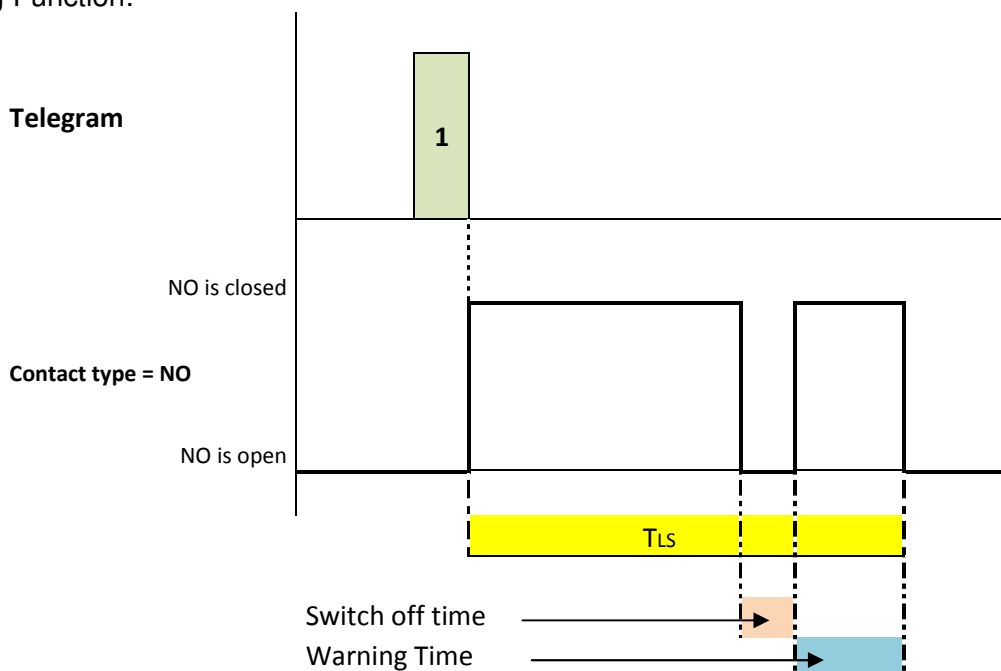 g Function:
Telegram
1
NO is closed
Contact type = NO
NO is open
TLS
Switch off time
Warning Time